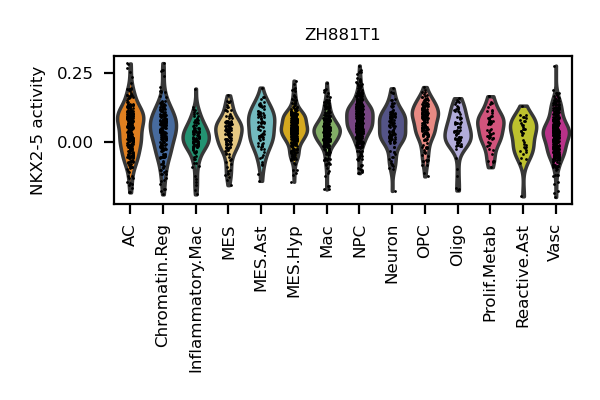 ZH881T1
NKX2-5 activity
0.25
0.00
AC
Chromatin.Reg
Inflammatory.Mac
MES
MES.Ast
MES.Hyp
Mac
NPC
Neuron
OPC
Oligo
Prolif.Metab
Reactive.Ast
Vasc